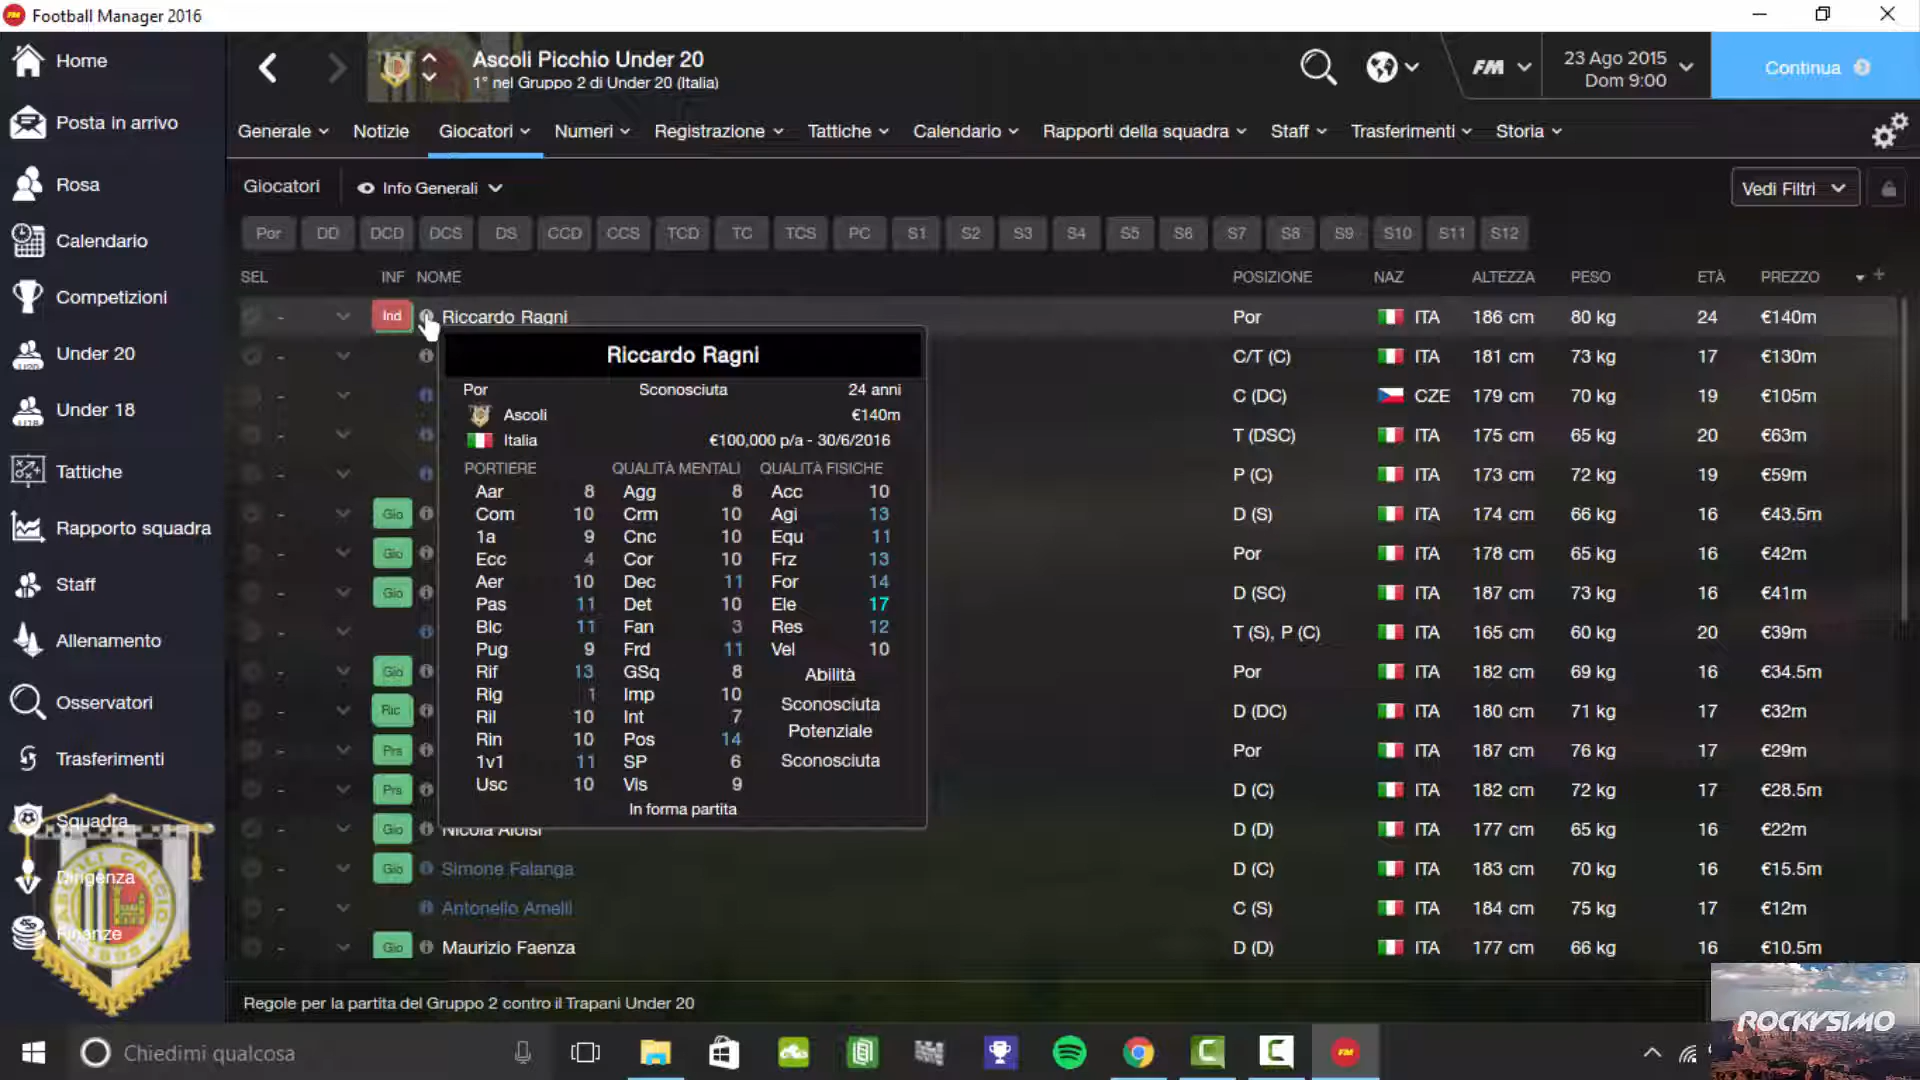 Football Manager 2016
Home
Posta in arrivo
Rosa
Calendario
Competizioni
Under 20
Under 18
Tattiche
Rapporto squadra
Staff
Allenamento
Osservatori
Trasferimenti
Squadra
Dirigenza
Finanze
Ascoli Picchio Under 20
1° nel Gruppo 2 di Under 20 (Italia)
FM
23 Ago 2015
Dom 9:00
Continua
Generale Notizie Giocatori Numeri Registrazione Tattiche Calendario Rapporti della squadra Staff Trasferimenti Storia
Giocatori Info Generali Vedi Filtri
Por DD DCD DCS DS CCD CCS TCD TC TCS PC S1 S2 S3 S4 S5 S6 S7 S8 S9 S10 S11 S12
SEL INF NOME POSIZIONE NAZ ALTEZZA PESO ETÀ PREZZO
- Ind Riccardo Ragni Por ITA 186 cm 80 kg 24 €140m
- C/T (C) ITA 181 cm 73 kg 17 €130m
- C (DC) CZE 179 cm 70 kg 19 €105m
- T (DSC) ITA 175 cm 65 kg 20 €63m
- P (C) ITA 173 cm 72 kg 19 €59m
- Gio D (S) ITA 174 cm 66 kg 16 €43.5m
- Gio Por ITA 178 cm 65 kg 16 €42m
- Gio D (SC) ITA 187 cm 73 kg 16 €41m
- T (S), P (C) ITA 165 cm 60 kg 20 €39m
- Gio Por ITA 182 cm 69 kg 16 €34.5m
- Ric D (DC) ITA 180 cm 71 kg 17 €32m
- Prs Por ITA 187 cm 76 kg 17 €29m
- Prs D (C) ITA 182 cm 72 kg 17 €28.5m
- Gio Nicola Aloisi D (D) ITA 177 cm 65 kg 16 €22m
- Gio Simone Falanga D (C) ITA 183 cm 70 kg 16 €15.5m
- Antonello Amelii C (S) ITA 184 cm 75 kg 17 €12m
- Gio Maurizio Faenza D (D) ITA 177 cm 66 kg 16 €10.5m
Riccardo Ragni
Por Sconosciuta 24 anni
Ascoli €140m
Italia €100,000 p/a - 30/6/2016
PORTIERE QUALITÀ MENTALI QUALITÀ FISICHE
Aar 8 Agg 8 Acc 10
Com 10 Crm 10 Agi 13
1a 9 Cnc 10 Equ 11
Ecc 4 Cor 10 Frz 13
Aer 10 Dec 11 For 14
Pas 11 Det 10 Ele 17
Blc 11 Fan 3 Res 12
Pug 9 Frd 11 Vel 10
Rif 13 GSq 8 Abilità
Rig 1 Imp 10 Sconosciuta
Ril 10 Int 7 Potenziale
Rin 10 Pos 14 Sconosciuta
1v1 11 SP 6
Usc 10 Vis 9
In forma partita
Regole per la partita del Gruppo 2 contro il Trapani Under 20
ASCOLI CALCIO
1898
Chiedimi qualcosa
FM
ROCKYSIMO